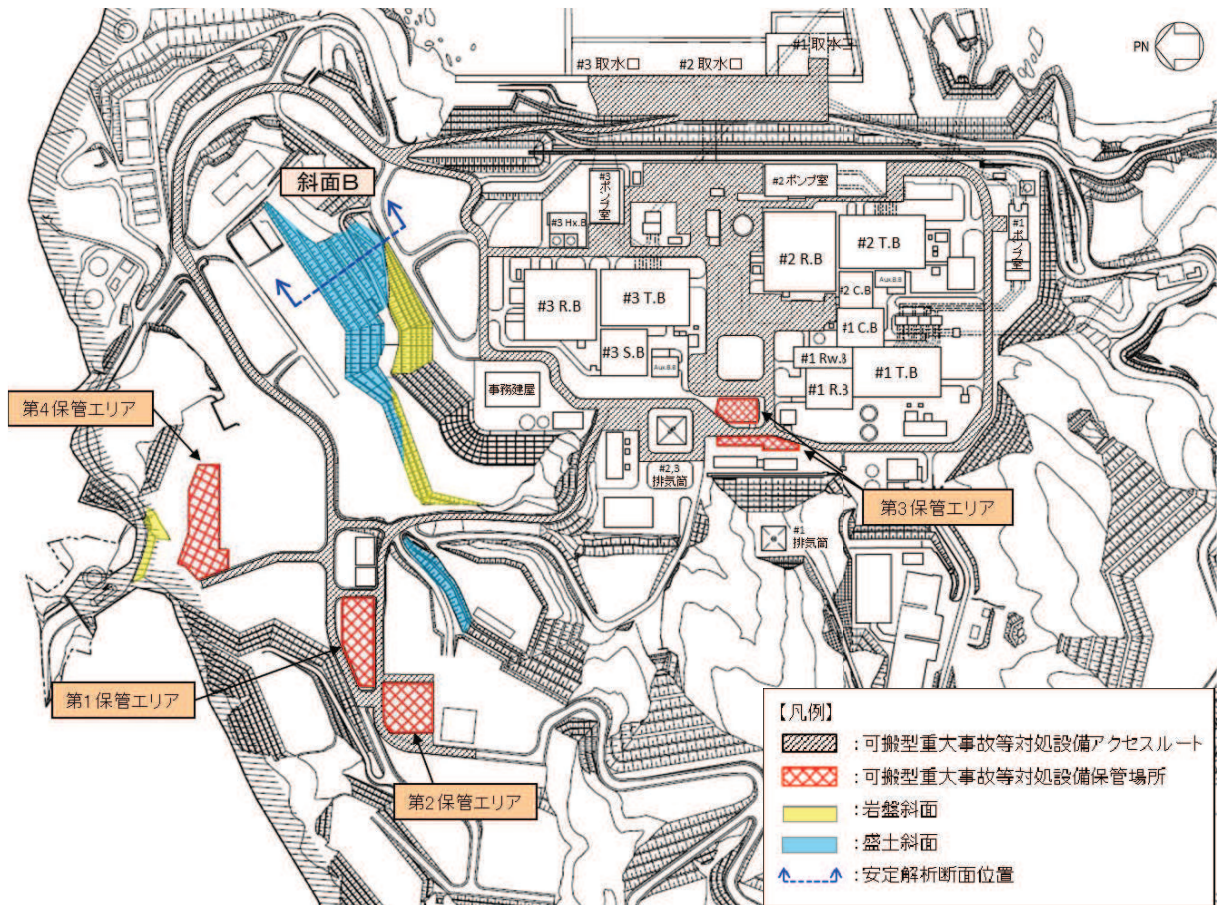 #1 取水口
PN
#3 取水口
#2 取水口
斜面B
#3
ポンプ
室
#2 ポンプ室
#1
ポンプ
室
#3 Hx.B
#2 R.B
#2 T.B
#3 R.B
#3 T.B
#2 C.B
Aux.B.B
#1 C.B
#3 S.B
Aux.B.B
#1 Rw.B
#1 R.B
#1 T.B
事務建屋
第4保管エリア
#2,3
排気筒
第3保管エリア
#1
排気筒
第1保管エリア
第2保管エリア
【凡例】
:可搬型重大事故等対処設備アクセスルート
:可搬型重大事故等対処設備保管場所
:岩盤斜面
:盛土斜面
:安定解析断面位置